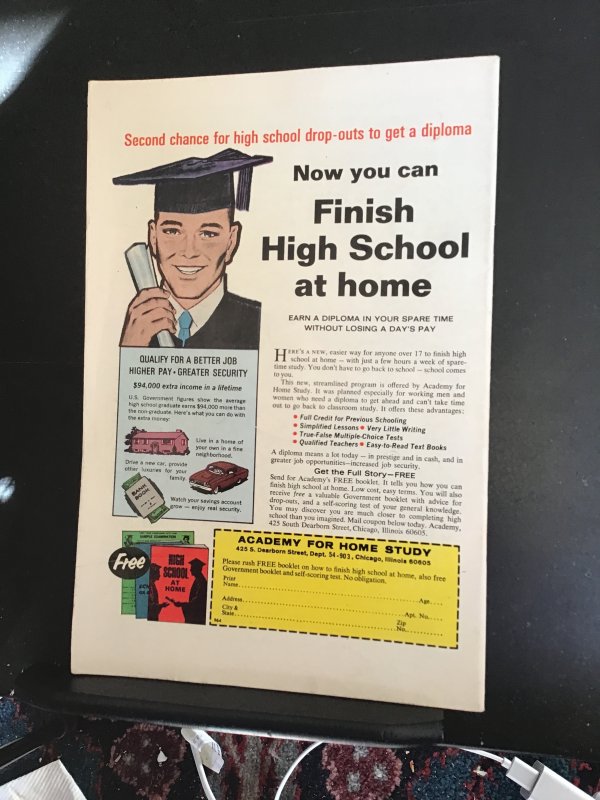 Second chance for high school drop-outs to get a diploma
Now you can
Finish
High School
at home
EARN A DIPLOMA IN YOUR SPARE TIME
WITHOUT LOSING A DAY'S PAY
HERE'S A NEW, easier way for anyone over 17 to finish high
school at home — with just a few hours a week of spare-
time study. You don't have to go back to school — school comes
to you.
This new, streamlined program is offered by Academy for
Home Study. It was planned especially for working men and
women who need a diploma to get ahead and can't take time
out to go back to classroom study. It offers these advantages:
• Full Credit for Previous Schooling
• Simplified Lessons • Very Little Writing
• True-False Multiple-Choice Tests
• Qualified Teachers • Easy-to-Read Text Books
A diploma means a lot today — in prestige and in cash, and in
greater job opportunities—increased job security.
Get the Full Story—FREE
Send for Academy's FREE booklet. It tells you how you can
finish high school at home. Low cost, easy terms. You will also
receive free a valuable Government booklet with advice for
drop-outs, and a self-scoring test of your general knowledge.
You may discover you are much closer to completing high
school than you imagined. Mail coupon below today. Academy,
425 South Dearborn Street, Chicago, Illinois 60605.
QUALIFY FOR A BETTER JOB
HIGHER PAY • GREATER SECURITY
$94,000 extra income in a lifetime
U.S. Government figures show the average
high school graduate earns $94,000 more than
the non-graduate. Here's what you can do with
the extra money:
Live in a home of
your own in a fine
neighborhood.
Drive a new car, provide
other luxuries for your
family.
BANK
BOOK
Watch your savings account
grow — enjoy real security.
Free
SAMPLE EXAMINATION
HIGH
SCHOOL
AT
HOME
ACADEMY FOR HOME STUDY
425 S. Dearborn Street, Dept. 54-903, Chicago, Illinois 60605
Please rush FREE booklet on how to finish high school at home, also free
Government booklet and self-scoring test. No obligation.
Print
Name Age
Address Apt. No.
City &
State Zip
No.